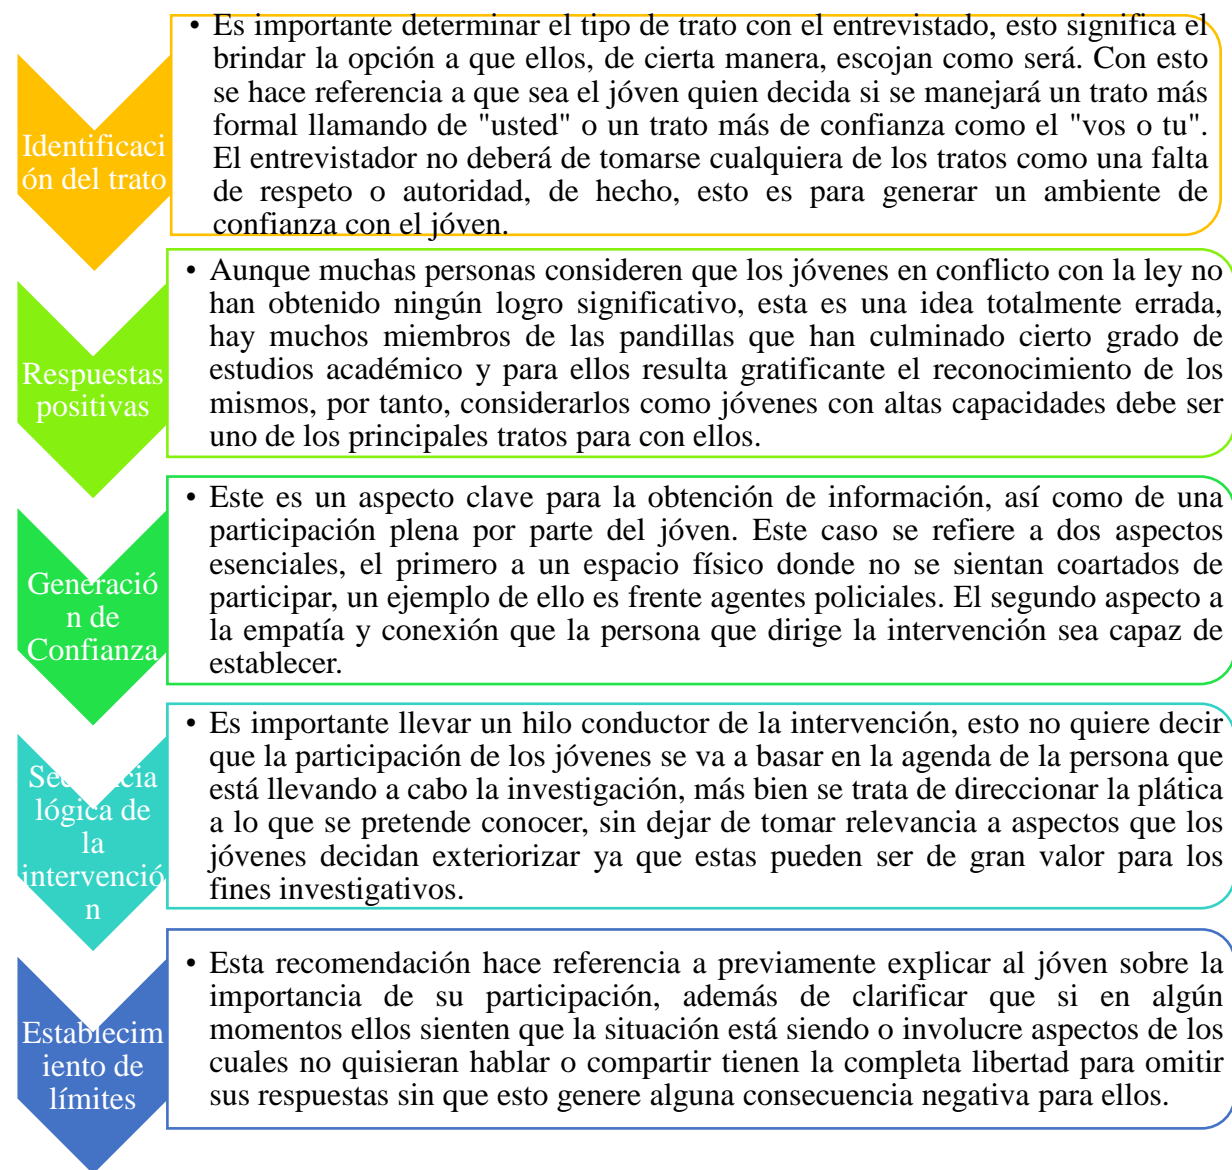 Identificaci
ón del trato
• Es importante determinar el tipo de trato con el entrevistado, esto significa el
brindar la opción a que ellos, de cierta manera, escojan como será. Con esto
se hace referencia a que sea el jóven quien decida si se manejará un trato más
formal llamando de "usted" o un trato más de confianza como el "vos o tu".
El entrevistador no deberá de tomarse cualquiera de los tratos como una falta
de respeto o autoridad, de hecho, esto es para generar un ambiente de
confianza con el jóven.
Respuestas
positivas
• Aunque muchas personas consideren que los jóvenes en conflicto con la ley no
han obtenido ningún logro significativo, esta es una idea totalmente errada,
hay muchos miembros de las pandillas que han culminado cierto grado de
estudios académico y para ellos resulta gratificante el reconocimiento de los
mismos, por tanto, considerarlos como jóvenes con altas capacidades debe ser
uno de los principales tratos para con ellos.
Generació
n de
Confianza
• Este es un aspecto clave para la obtención de información, así como de una
participación plena por parte del jóven. Este caso se refiere a dos aspectos
esenciales, el primero a un espacio físico donde no se sientan coartados de
participar, un ejemplo de ello es frente agentes policiales. El segundo aspecto a
la empatía y conexión que la persona que dirige la intervención sea capaz de
establecer.
Secuencia
lógica de
la
intervenció
n
• Es importante llevar un hilo conductor de la intervención, esto no quiere decir
que la participación de los jóvenes se va a basar en la agenda de la persona que
está llevando a cabo la investigación, más bien se trata de direccionar la plática
a lo que se pretende conocer, sin dejar de tomar relevancia a aspectos que los
jóvenes decidan exteriorizar ya que estas pueden ser de gran valor para los
fines investigativos.
Establecim
iento de
límites
• Esta recomendación hace referencia a previamente explicar al jóven sobre la
importancia de su participación, además de clarificar que si en algún
momentos ellos sienten que la situación está siendo o involucre aspectos de los
cuales no quisieran hablar o compartir tienen la completa libertad para omitir
sus respuestas sin que esto genere alguna consecuencia negativa para ellos.